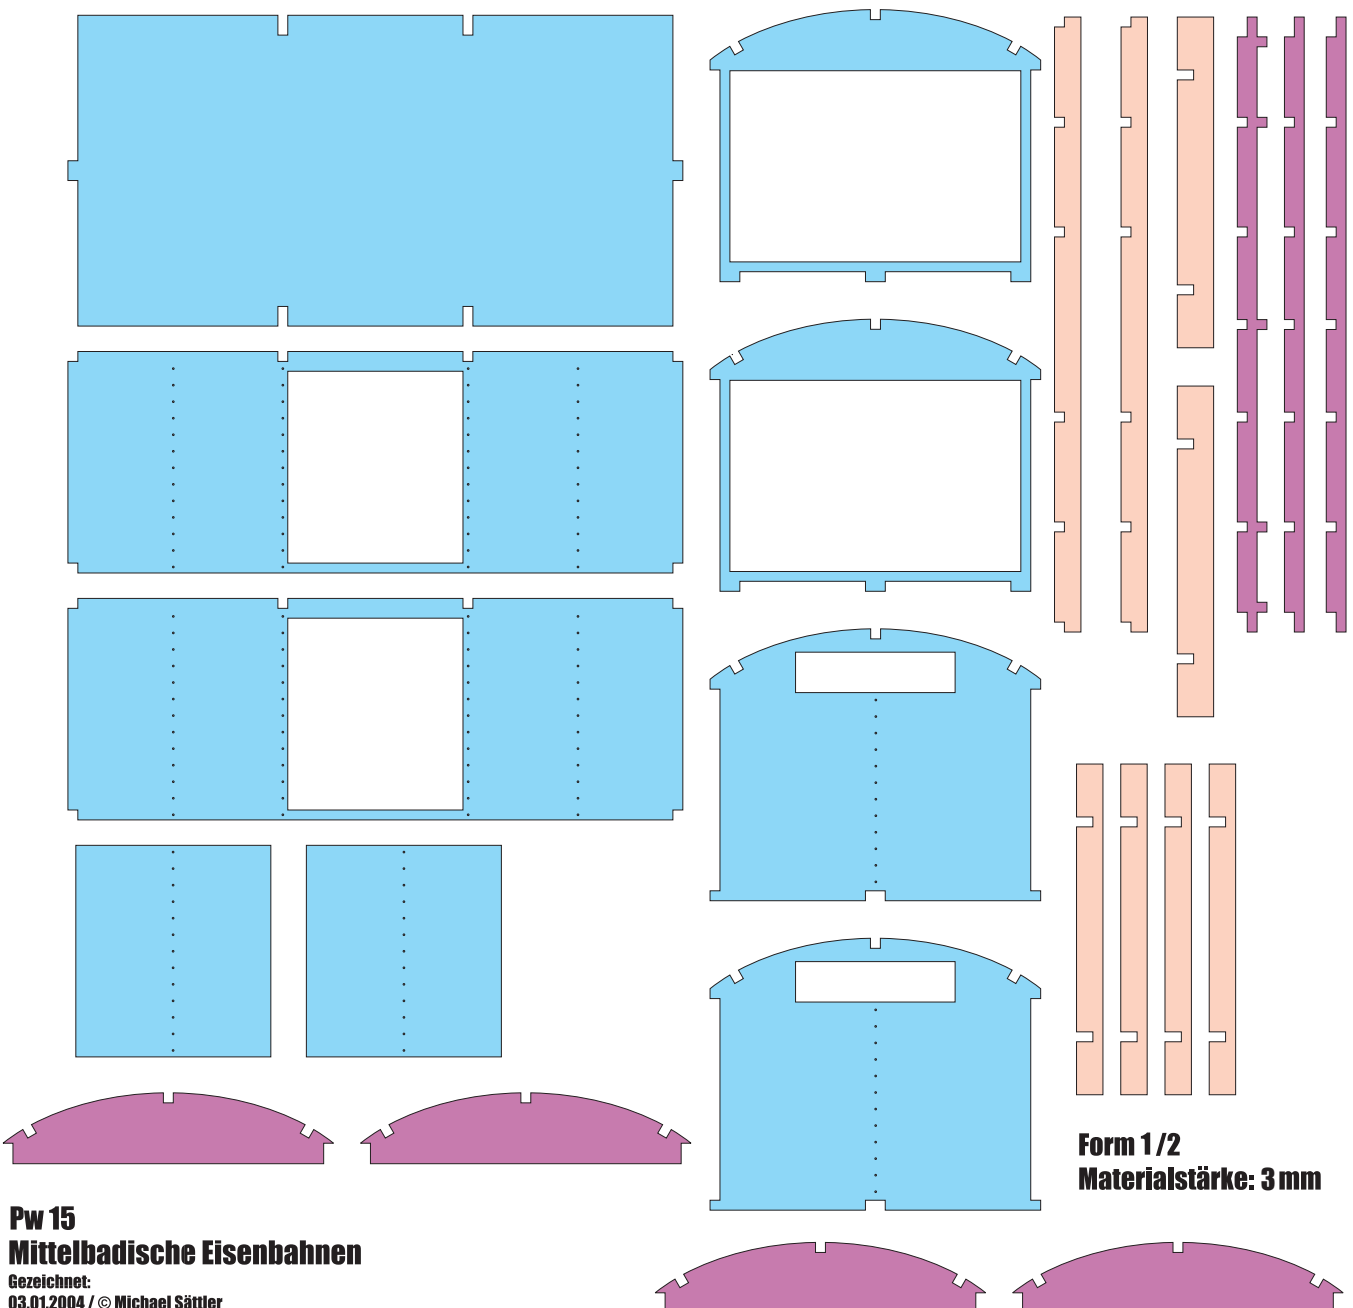 Form 1/2
Materialstärke: 3 mm
Pw 15
Mittelbadische Eisenbahnen
Gezeichnet:
03.01.2004 / © Michael Sättler